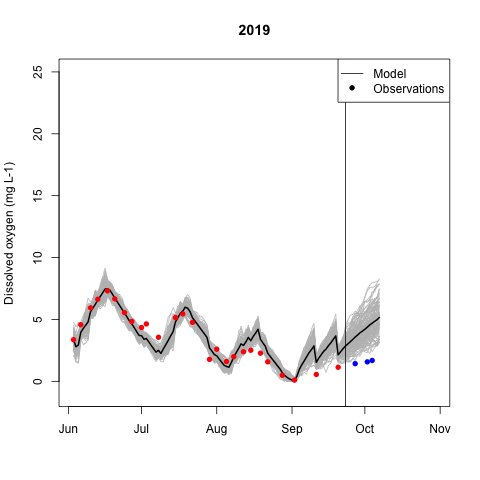 2019
Dissolved oxygen (mg L-1)
25
20
15
10
5
0
Model
Observations
Jun
Jul
Aug
Sep
Oct
Nov